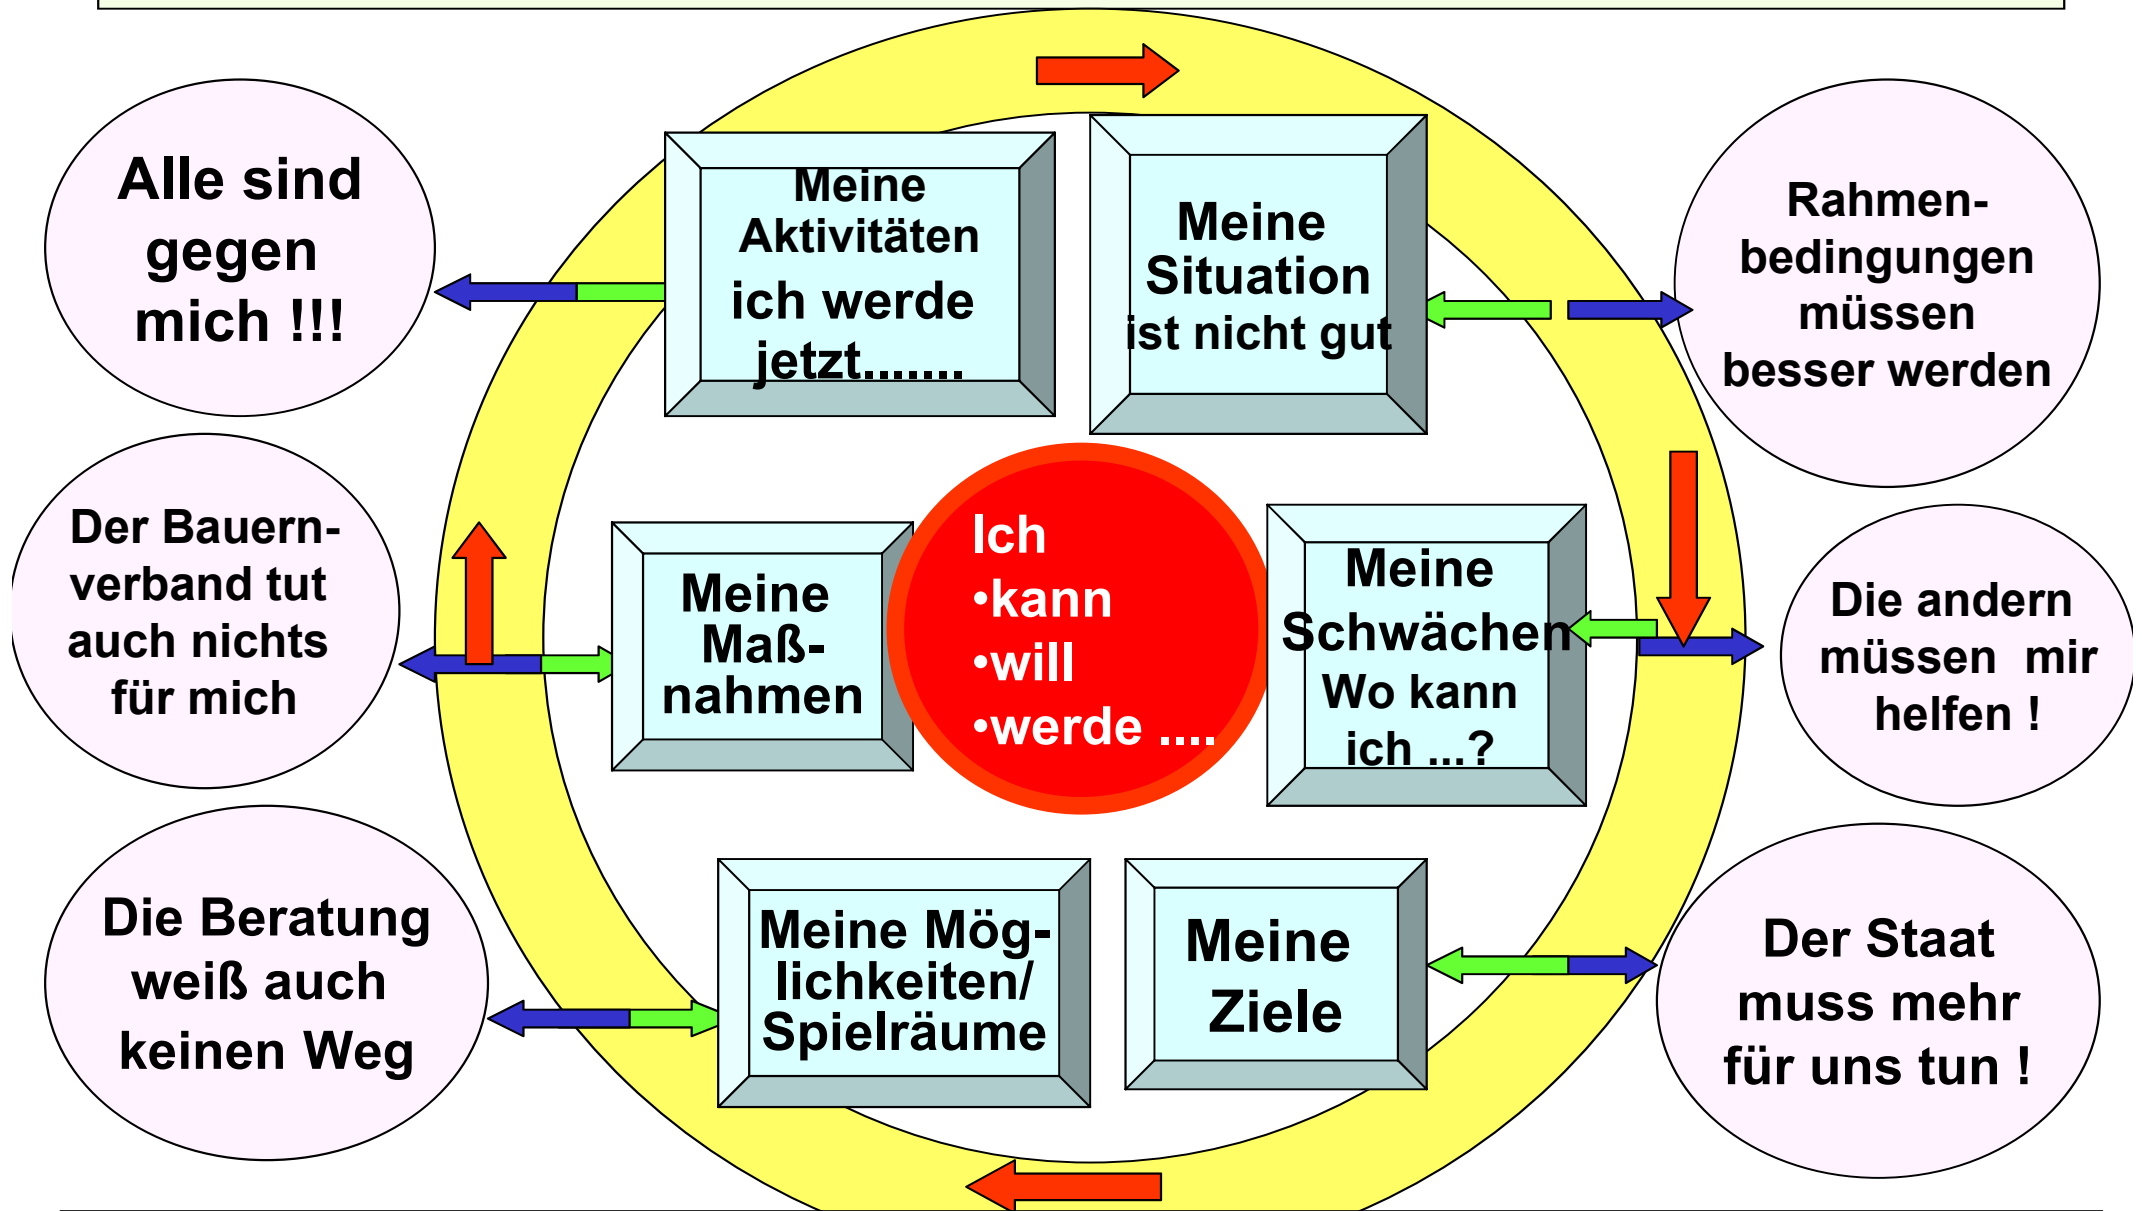 Alle sind
gegen
mich !!!
Meine
Aktivitäten
ich werde
jetzt.......
Meine
Situation
ist nicht gut
Rahmen-
bedingungen
müssen
besser werden
Der Bauern-
verband tut
auch nichts
für mich
Meine
Maß-
nahmen
Ich
•kann
•will
•werde ....
Meine
Schwächen
Wo kann
ich ...?
Die andern
müssen mir
helfen !
Die Beratung
weiß auch
keinen Weg
Meine Mög-
lichkeiten/
Spielräume
Meine
Ziele
Der Staat
muss mehr
für uns tun !